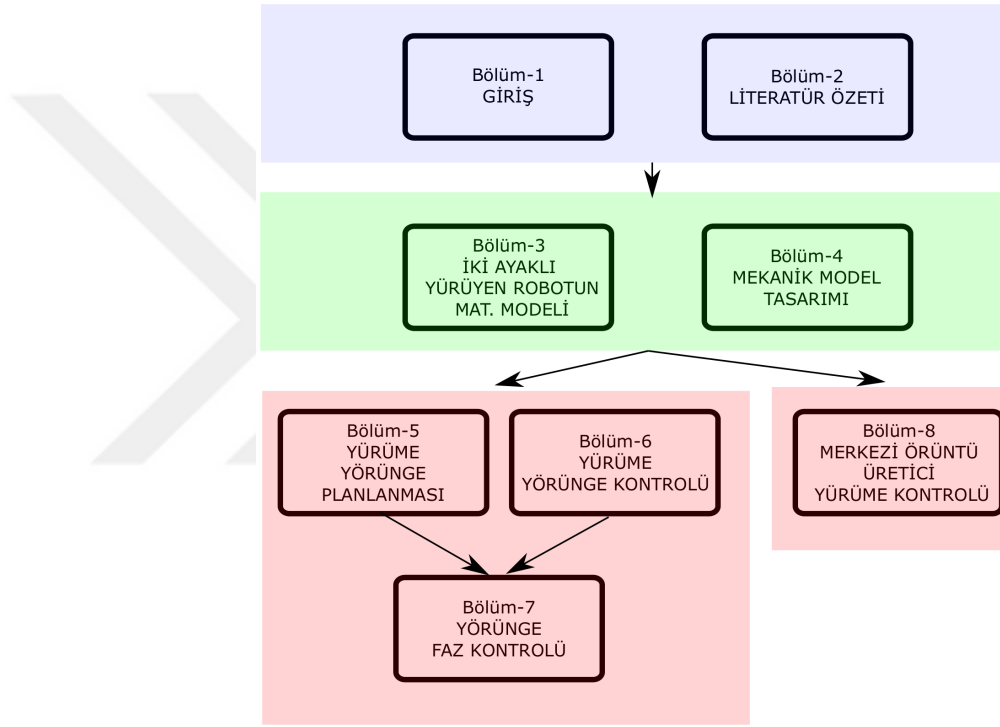 Bölüm-1
GİRİŞ
Bölüm-2
LİTERATÜR ÖZETİ
Bölüm-3
İKİ AYAKLI
YÜRÜYEN ROBOTUN
MAT. MODELİ
Bölüm-4
MEKANİK MODEL
TASARIMI
Bölüm-5
YÜRÜME
YÖRÜNGE
PLANLANMASI
Bölüm-6
YÜRÜME
YÖRÜNGE KONTROLÜ
Bölüm-8
MERKEZİ ÖRÜNTÜ
ÜRETİCİ
YÜRÜME KONTROLÜ
Bölüm-7
YÖRÜNGE
FAZ KONTROLÜ